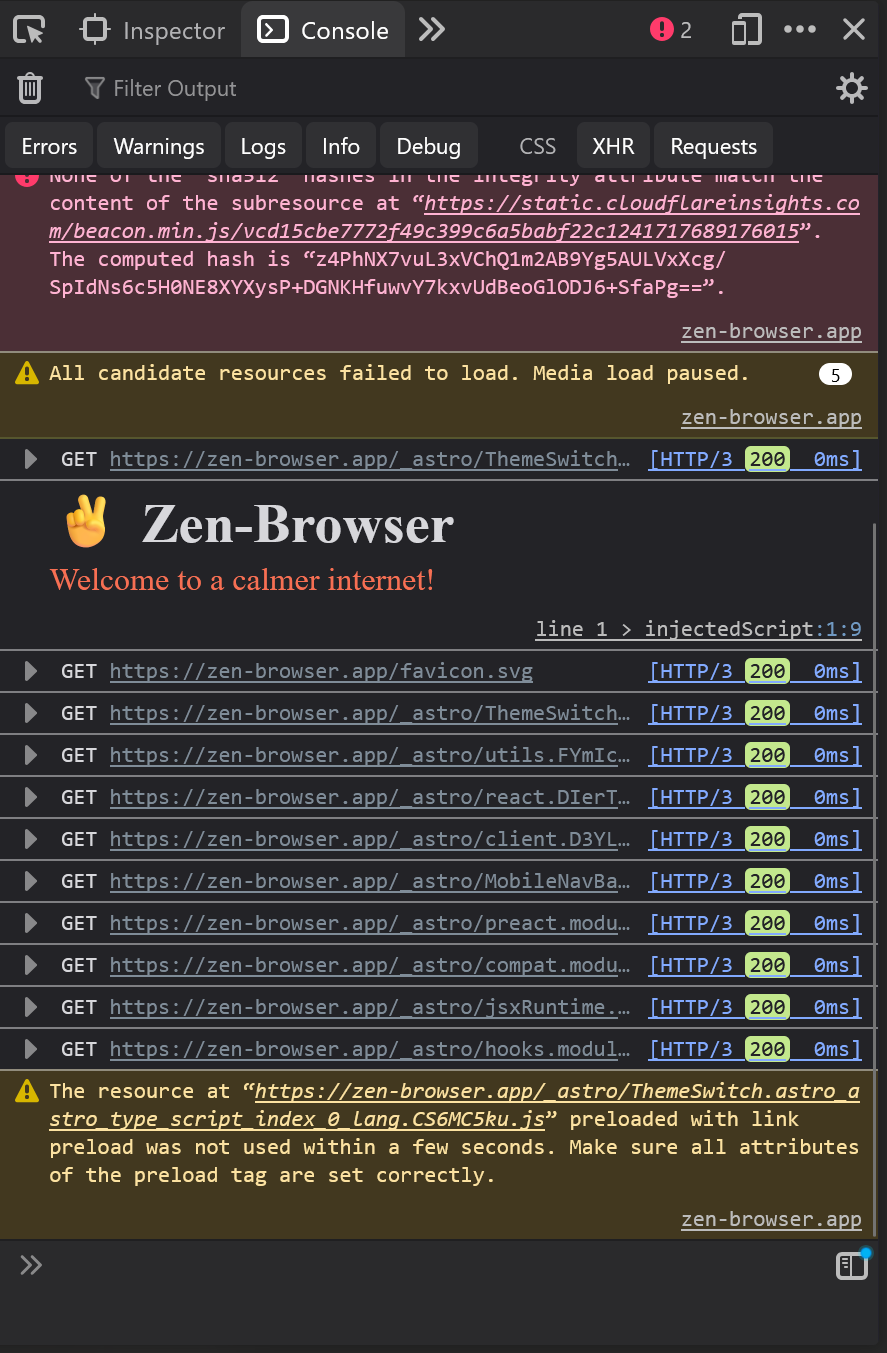 Inspector
Console
2
Filter Output
Errors
Warnings
Logs
Info
Debug
CSS
XHR
Requests
None of the “sha512” hashes in the integrity attribute match the
content of the subresource at “https://static.cloudflareinsights.co
m/beacon.min.js/vcd15cbe7772f49c399c6a5babf22c1241717689176015”.
The computed hash is “z4PhNX7vuL3xVChQ1m2AB9Yg5AULVxXcg/
SpIdNs6c5H0NE8XYXysP+DGNKHfuwvY7kxvUdBeoGlODJ6+SfaPg==”.
zen-browser.app
All candidate resources failed to load. Media load paused. 5
zen-browser.app
GET https://zen-browser.app/_astro/ThemeSwitch… [HTTP/3 200 0ms]
✌ Zen-Browser
Welcome to a calmer internet!
line 1 > injectedScript:1:9
GET https://zen-browser.app/favicon.svg [HTTP/3 200 0ms]
GET https://zen-browser.app/_astro/ThemeSwitch… [HTTP/3 200 0ms]
GET https://zen-browser.app/_astro/utils.FYmIc… [HTTP/3 200 0ms]
GET https://zen-browser.app/_astro/react.DIerT… [HTTP/3 200 0ms]
GET https://zen-browser.app/_astro/client.D3YL… [HTTP/3 200 0ms]
GET https://zen-browser.app/_astro/MobileNavBa… [HTTP/3 200 0ms]
GET https://zen-browser.app/_astro/preact.modu… [HTTP/3 200 0ms]
GET https://zen-browser.app/_astro/compat.modu… [HTTP/3 200 0ms]
GET https://zen-browser.app/_astro/jsxRuntime.… [HTTP/3 200 0ms]
GET https://zen-browser.app/_astro/hooks.modul… [HTTP/3 200 0ms]
The resource at “https://zen-browser.app/_astro/ThemeSwitch.astro_a
stro_type_script_index_0_lang.CS6MC5ku.js” preloaded with link
preload was not used within a few seconds. Make sure all attributes
of the preload tag are set correctly.
zen-browser.app